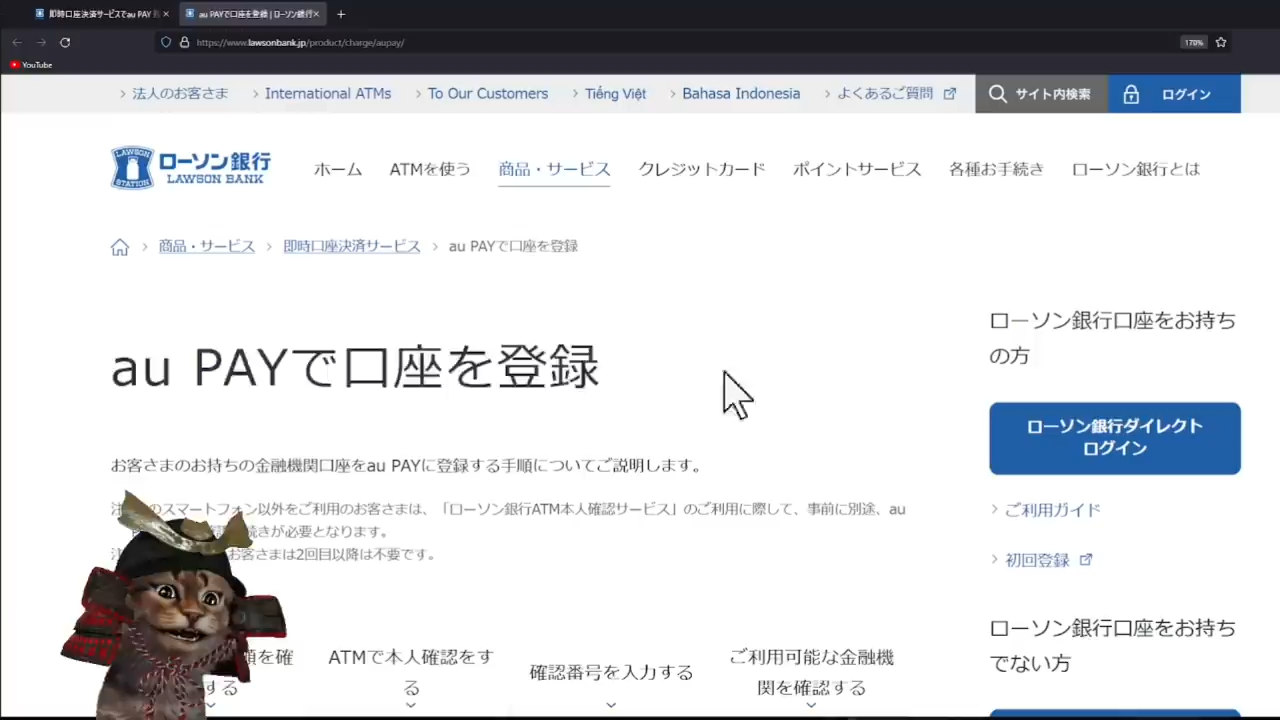 即時口座決済サービスでau PAY
au PAYで口座を登録 | ローソン銀行
https://www.lawsonbank.jp/product/charge/aupay/
170%
YouTube
法人のお客さま
International ATMs
To Our Customers
Tiếng Việt
Bahasa Indonesia
よくあるご質問
サイト内検索
ログイン
LAWSON
STATION
ローソン銀行
LAWSON BANK
ホーム
ATMを使う
商品・サービス
クレジットカード
ポイントサービス
各種お手続き
ローソン銀行とは
商品・サービス
即時口座決済サービス
au PAYで口座を登録
au PAYで口座を登録
お客さまのお持ちの金融機関口座をau PAYに登録する手順についてご説明します。
のスマートフォン以外をご利用のお客さまは、「ローソン銀行ATM本人確認サービス」のご利用に際して、事前に別途、au
続きが必要となります。
お客さまは2回目以降は不要です。
を確
する
ATMで本人確認をす
る
確認番号を入力する
ご利用可能な金融機
関を確認する
ローソン銀行口座をお持ち
の方
ローソン銀行ダイレクト
ログイン
ご利用ガイド
初回登録
ローソン銀行口座をお持ち
でない方